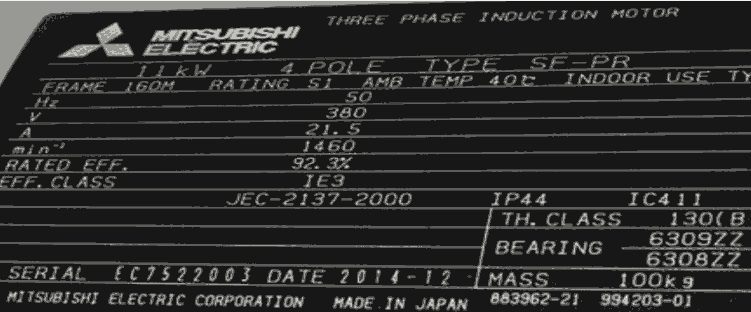 THREE PHASE INDUCTION MOTOR
MITSUBISHI
ELECTRIC
11kW 4 POLE TYPE SF-PR
FRAME 160M RATING S1 AMB TEMP 40℃ INDOOR USE TY
Hz 50
V 380
A 21.5
min⁻¹ 1460
RATED EFF. 92.3%
EFF. CLASS IE3
JEC-2137-2000 IP44 IC411
TH. CLASS 130(B
BEARING 6309ZZ
6308ZZ
SERIAL EC7522003 DATE 2014-12 MASS 100kg
MITSUBISHI ELECTRIC CORPORATION MADE IN JAPAN 883962-21 994203-01